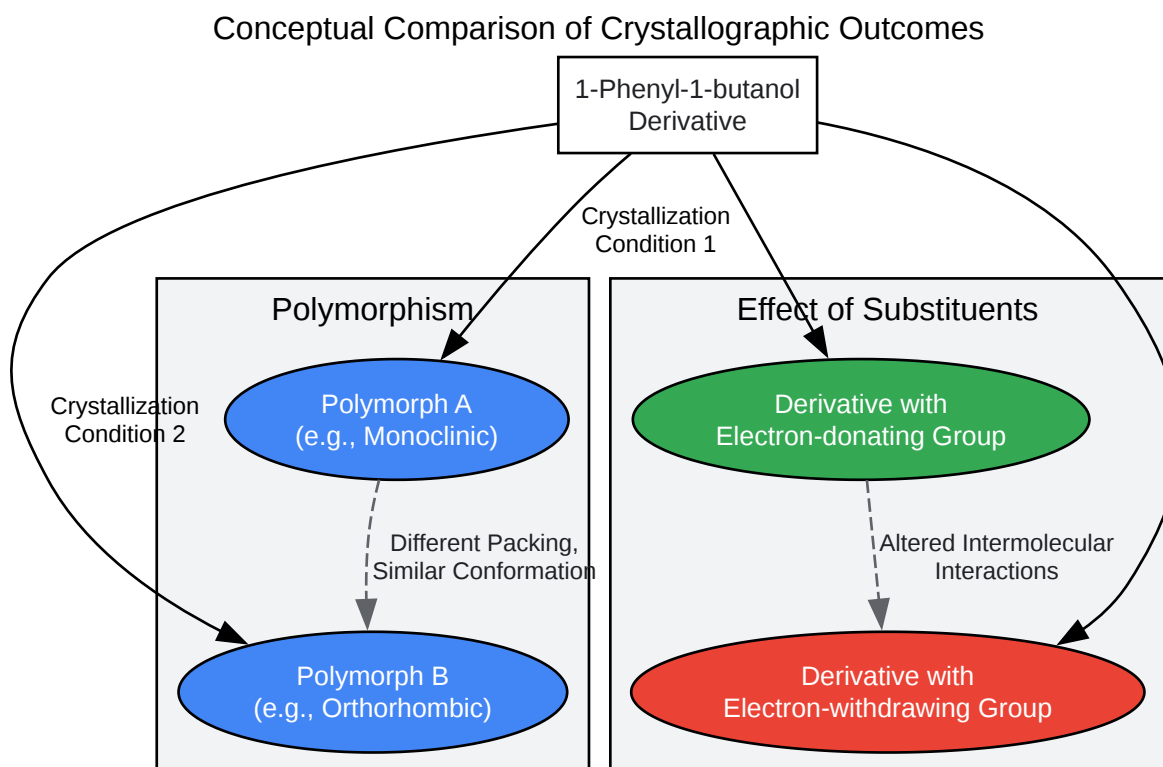 Conceptual Comparison of Crystallographic Outcomes
1-Phenyl-1-butanol
Derivative
Crystallization
Condition 1
Polymorphism
Effect of Substituents
Crystallization
Condition 2
Polymorph A
(e.g., Monoclinic)
Derivative with
Electron-donating Group
Different Packing,
Similar Conformation
Altered Intermolecular
Interactions
Polymorph B
(e.g., Orthorhombic)
Derivative with
Electron-withdrawing Group